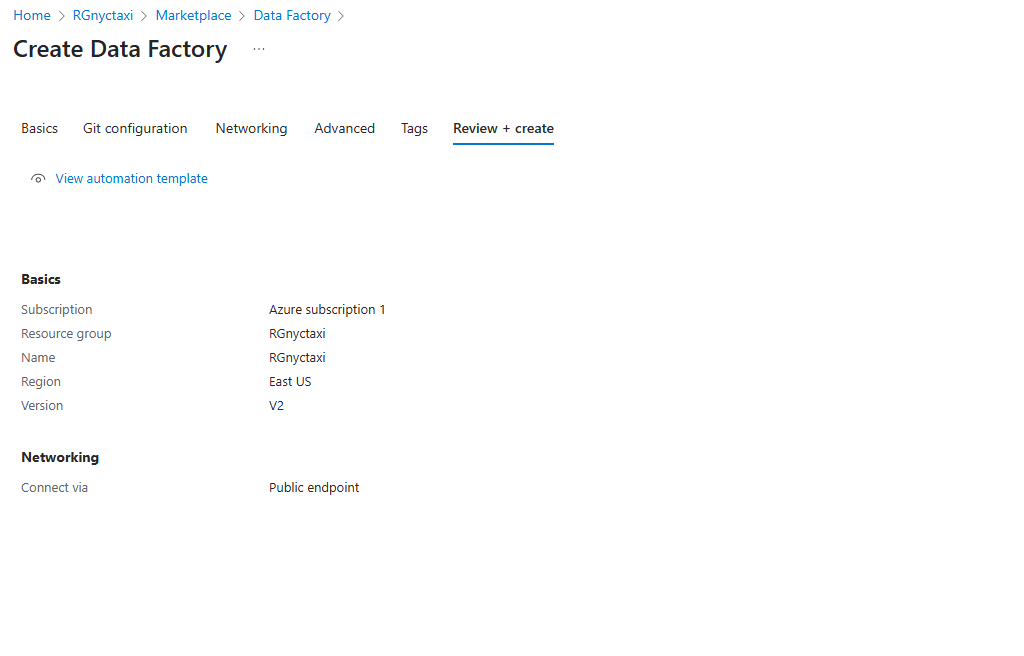 Home > RGnyctaxi > Marketplace > Data Factory >
Create Data Factory ...
Basics Git configuration Networking Advanced Tags Review + create
View automation template
Basics
Subscription Azure subscription 1
Resource group RGnyctaxi
Name RGnyctaxi
Region East US
Version V2
Networking
Connect via Public endpoint